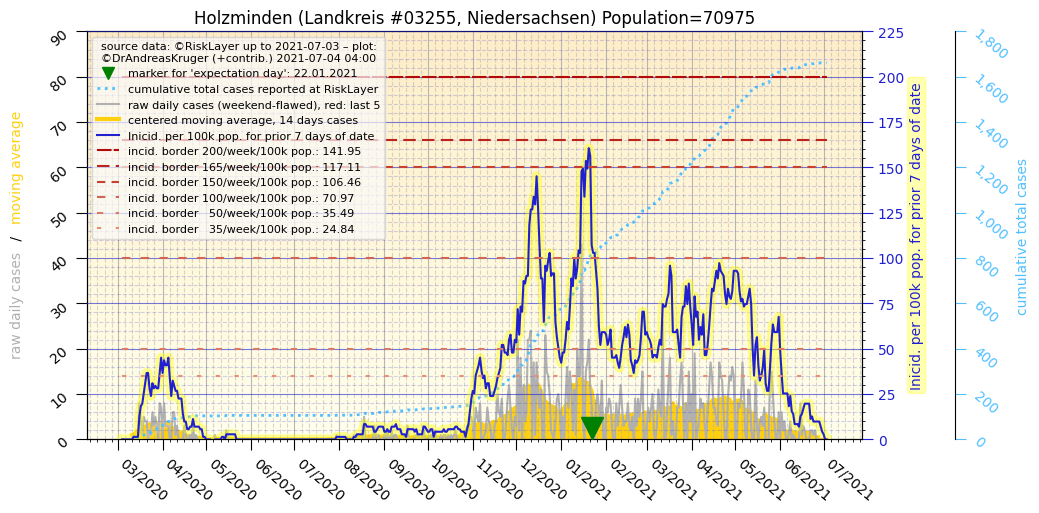 Holzminden (Landkreis #03255, Niedersachsen) Population=70975
source data: ©RiskLayer up to 2021-07-03 – plot:
©DrAndreasKruger (+contrib.) 2021-07-04 04:00
marker for 'expectation day': 22.01.2021
cumulative total cases reported at RiskLayer
raw daily cases (weekend-flawed), red: last 5
centered moving average, 14 days cases
Inicid. per 100k pop. for prior 7 days of date
incid. border 200/week/100k pop.: 141.95
incid. border 165/week/100k pop.: 117.11
incid. border 150/week/100k pop.: 106.46
incid. border 100/week/100k pop.: 70.97
incid. border   50/week/100k pop.: 35.49
incid. border   35/week/100k pop.: 24.84
raw daily cases / moving average
90
80
70
60
50
40
30
20
10
0
03/2020
04/2020
05/2020
06/2020
07/2020
08/2020
09/2020
10/2020
11/2020
12/2020
01/2021
02/2021
03/2021
04/2021
05/2021
06/2021
07/2021
225
200
175
150
125
100
75
50
25
0
Inicid. per 100k pop. for prior 7 days of date
1,800
1,600
1,400
1,200
1,000
800
600
400
200
0
cumulative total cases